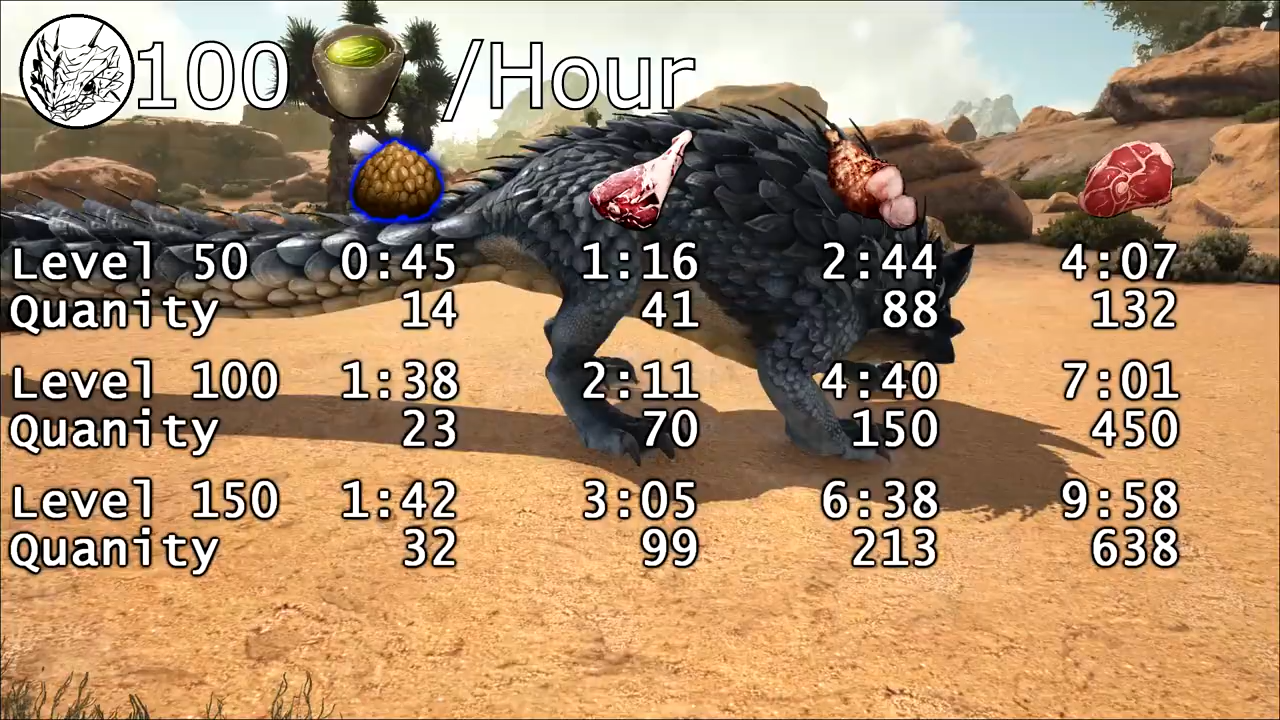 100 /Hour
Level 50 0:45 1:16 2:44 4:07
Quanity 14 41 88 132
Level 100 1:38 2:11 4:40 7:01
Quanity 23 70 150 450
Level 150 1:42 3:05 6:38 9:58
Quanity 32 99 213 638